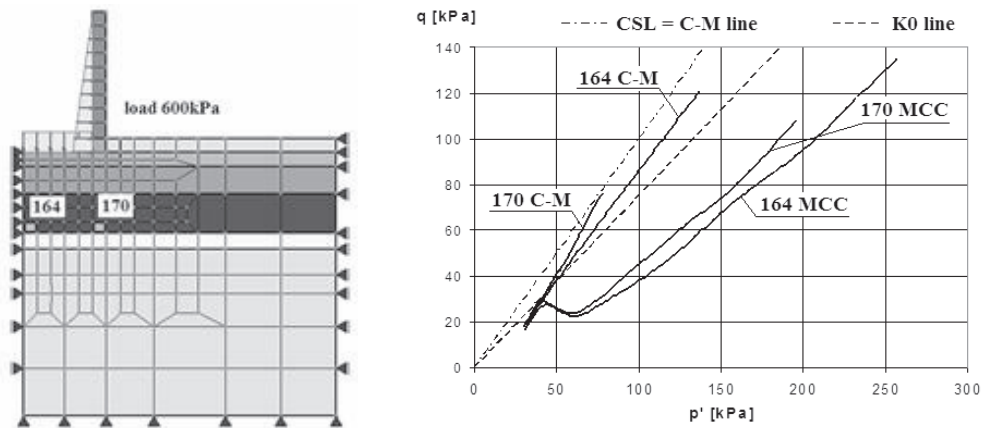 load 600kPa
164 170
q [kPa]
CSL = C-M line K0 line
140
120
100
80
60
40
20
0
164 C-M
170 MCC
170 C-M
164 MCC
0 50 100 150 200 250 300
p' [kPa]